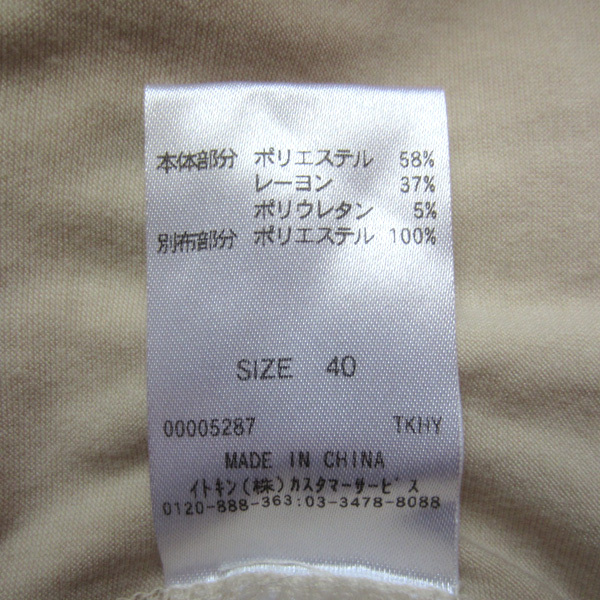 本体部分 ポリエステル 58%
レーヨン 37%
ポリウレタン 5%
別布部分 ポリエステル 100%
SIZE 40
00005287 TKHY
MADE IN CHINA
イトキン(株)カスタマーサービス
0120-888-363:03-3478-8088